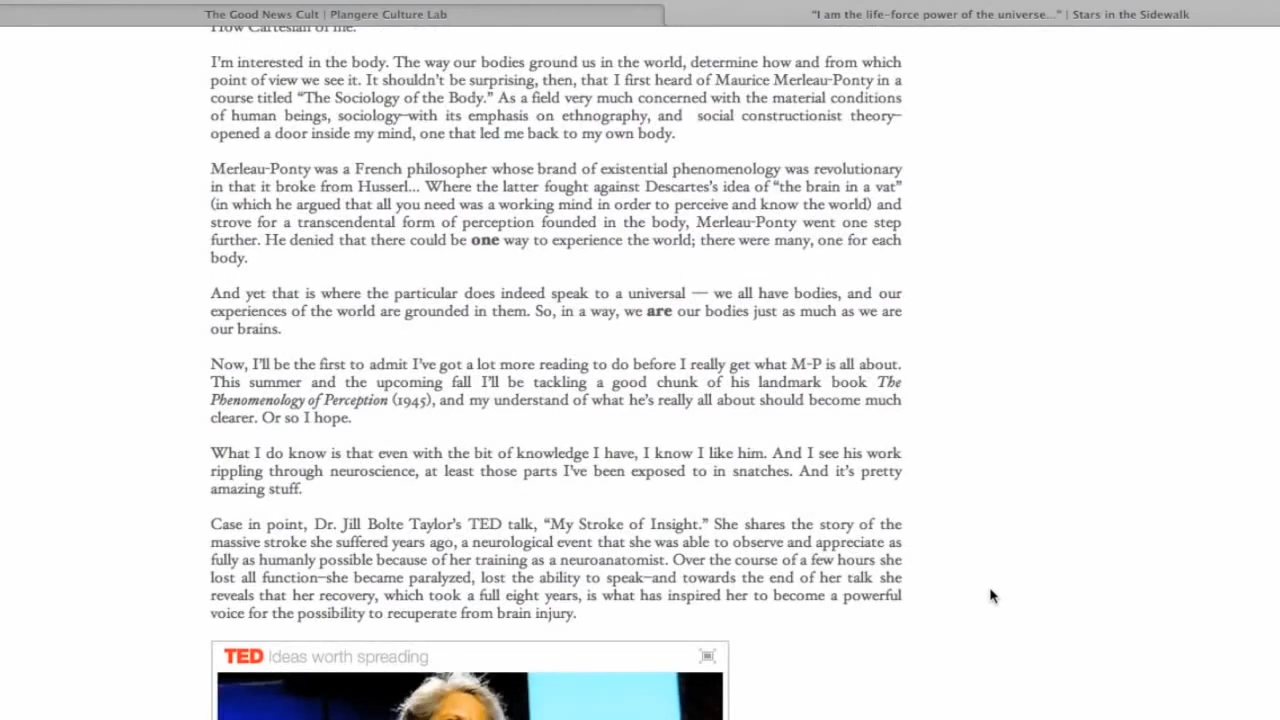 The Good News Cult | Plangere Culture Lab
"I am the life-force power of the universe..." | Stars in the Sidewalk
How Cartesian of me.
I'm interested in the body. The way our bodies ground us in the world, determine how and from which
point of view we see it. It shouldn't be surprising, then, that I first heard of Maurice Merleau-Ponty in a
course titled "The Sociology of the Body." As a field very much concerned with the material conditions
of human beings, sociology–with its emphasis on ethnography, and social constructionist theory–
opened a door inside my mind, one that led me back to my own body.
Merleau-Ponty was a French philosopher whose brand of existential phenomenology was revolutionary
in that it broke from Husserl... Where the latter fought against Descartes's idea of "the brain in a vat"
(in which he argued that all you need was a working mind in order to perceive and know the world) and
strove for a transcendental form of perception founded in the body, Merleau-Ponty went one step
further. He denied that there could be one way to experience the world; there were many, one for each
body.
And yet that is where the particular does indeed speak to a universal — we all have bodies, and our
experiences of the world are grounded in them. So, in a way, we are our bodies just as much as we are
our brains.
Now, I'll be the first to admit I've got a lot more reading to do before I really get what M-P is all about.
This summer and the upcoming fall I'll be tackling a good chunk of his landmark book The
Phenomenology of Perception (1945), and my understand of what he's really all about should become much
clearer. Or so I hope.
What I do know is that even with the bit of knowledge I have, I know I like him. And I see his work
rippling through neuroscience, at least those parts I've been exposed to in snatches. And it's pretty
amazing stuff.
Case in point, Dr. Jill Bolte Taylor's TED talk, "My Stroke of Insight." She shares the story of the
massive stroke she suffered years ago, a neurological event that she was able to observe and appreciate as
fully as humanly possible because of her training as a neuroanatomist. Over the course of a few hours she
lost all function–she became paralyzed, lost the ability to speak–and towards the end of her talk she
reveals that her recovery, which took a full eight years, is what has inspired her to become a powerful
voice for the possibility to recuperate from brain injury.
TED Ideas worth spreading